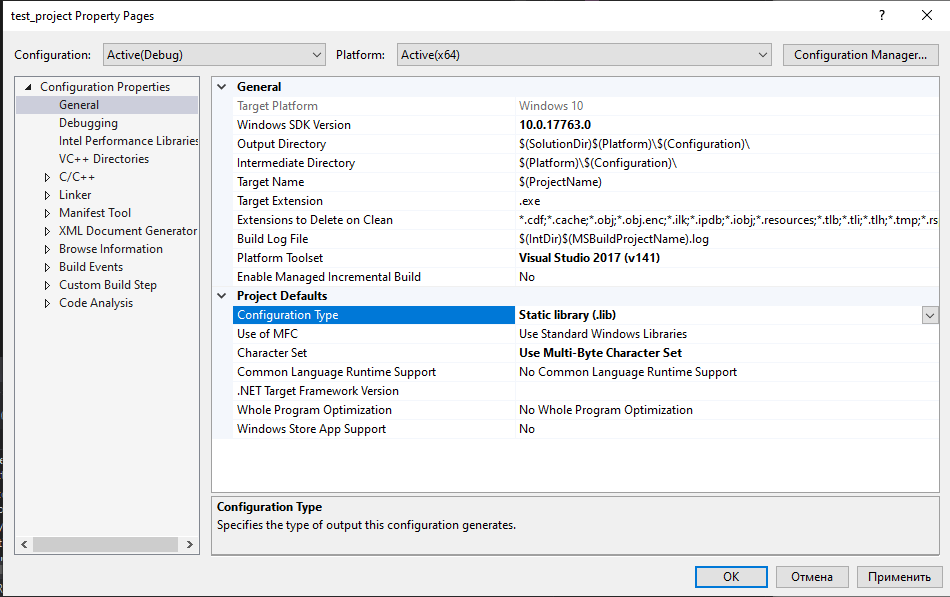 test_project Property Pages
?
Configuration: Active(Debug) Platform: Active(x64) Configuration Manager...
Configuration Properties
General
Debugging
Intel Performance Libraries
VC++ Directories
C/C++
Linker
Manifest Tool
XML Document Generator
Browse Information
Build Events
Custom Build Step
Code Analysis
General
Target Platform Windows 10
Windows SDK Version 10.0.17763.0
Output Directory $(SolutionDir)$(Platform)\$(Configuration)\
Intermediate Directory $(Platform)\$(Configuration)\
Target Name $(ProjectName)
Target Extension .exe
Extensions to Delete on Clean *.cdf;*.cache;*.obj;*.obj.enc;*.ilk;*.ipdb;*.iobj;*.resources;*.tlb;*.tli;*.tlh;*.tmp;*.rs
Build Log File $(IntDir)$(MSBuildProjectName).log
Platform Toolset Visual Studio 2017 (v141)
Enable Managed Incremental Build No
Project Defaults
Configuration Type Static library (.lib)
Use of MFC Use Standard Windows Libraries
Character Set Use Multi-Byte Character Set
Common Language Runtime Support No Common Language Runtime Support
.NET Target Framework Version
Whole Program Optimization No Whole Program Optimization
Windows Store App Support No
Configuration Type
Specifies the type of output this configuration generates.
OK Отмена Применить